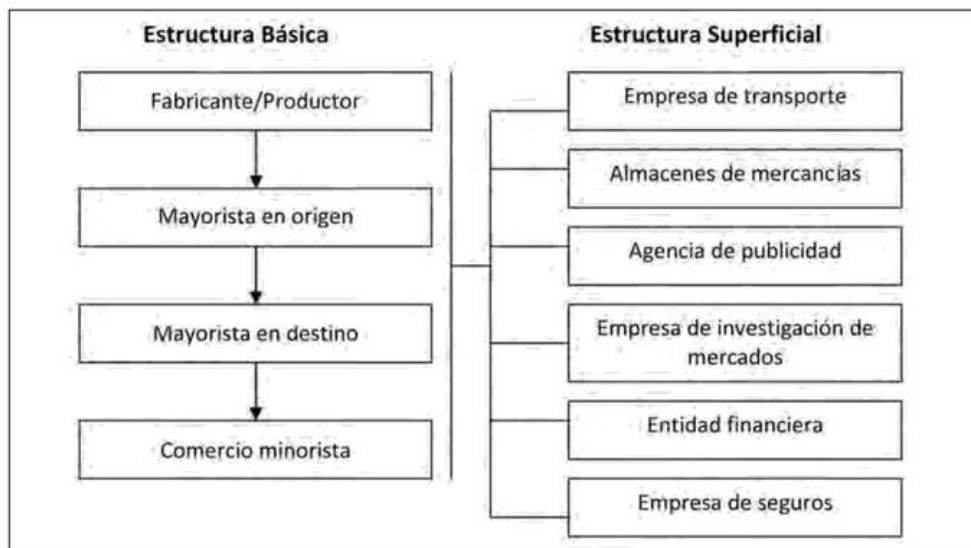 Estructura Básica
Fabricante/Productor
Mayorista en origen
Mayorista en destino
Comercio minorista
Estructura Superficial
Empresa de transporte
Almacenes de mercancías
Agencia de publicidad
Empresa de investigación de
mercados
Entidad financiera
Empresa de seguros